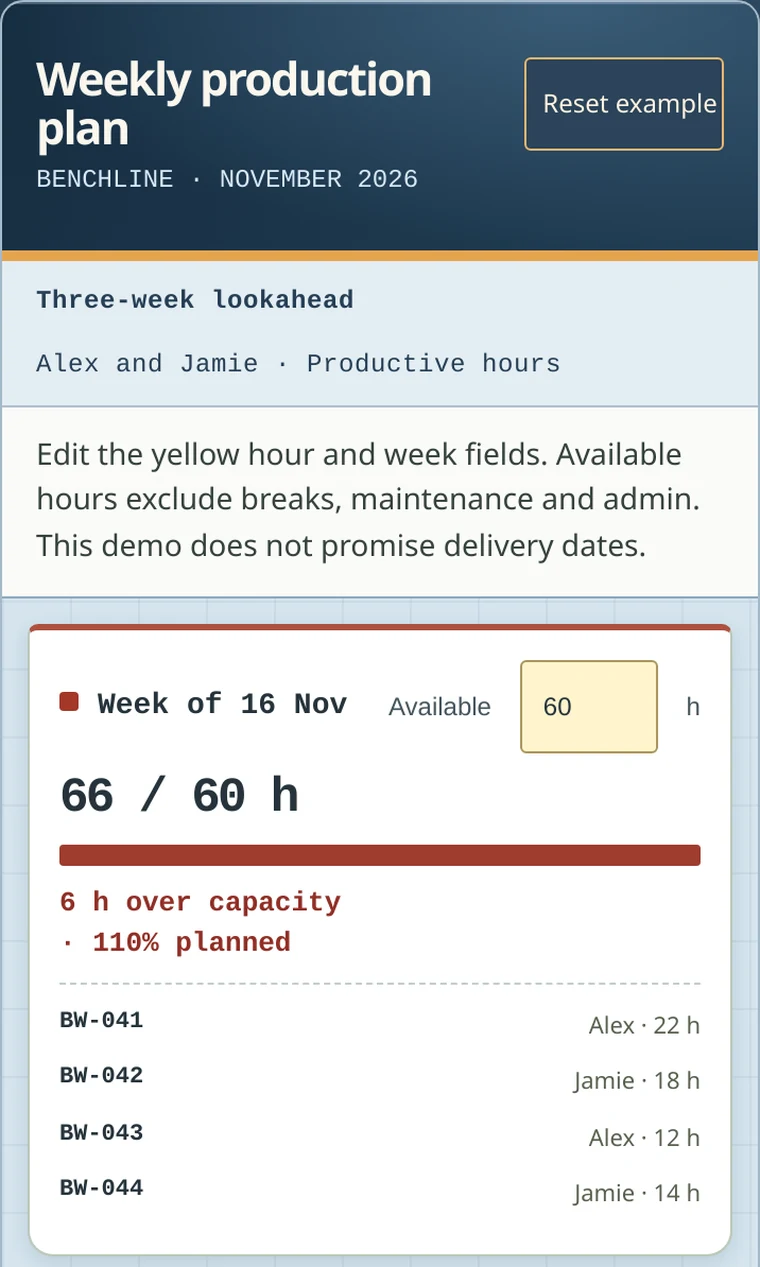 Weekly production
plan
Reset example
BENCHLINE · NOVEMBER 2026
Three-week lookahead
Alex and Jamie · Productive hours
Edit the yellow hour and week fields. Available
hours exclude breaks, maintenance and admin.
This demo does not promise delivery dates.
Week of 16 Nov Available 60 h
66 / 60 h
6 h over capacity
· 110% planned
BW-041 Alex · 22 h
BW-042 Jamie · 18 h
BW-043 Alex · 12 h
BW-044 Jamie · 14 h